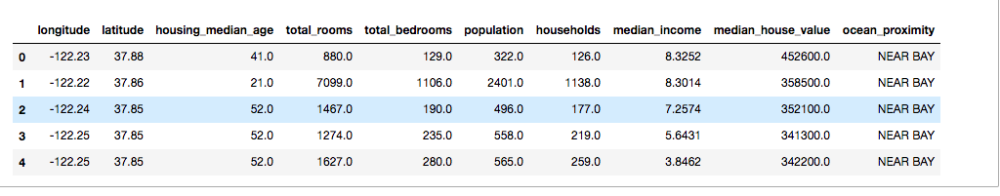 longitude latitude housing_median_age total_rooms total_bedrooms population households median_income median_house_value ocean_proximity
0 -122.23 37.88 41.0 880.0 129.0 322.0 126.0 8.3252 452600.0 NEAR BAY
1 -122.22 37.86 21.0 7099.0 1106.0 2401.0 1138.0 8.3014 358500.0 NEAR BAY
2 -122.24 37.85 52.0 1467.0 190.0 496.0 177.0 7.2574 352100.0 NEAR BAY
3 -122.25 37.85 52.0 1274.0 235.0 558.0 219.0 5.6431 341300.0 NEAR BAY
4 -122.25 37.85 52.0 1627.0 280.0 565.0 259.0 3.8462 342200.0 NEAR BAY